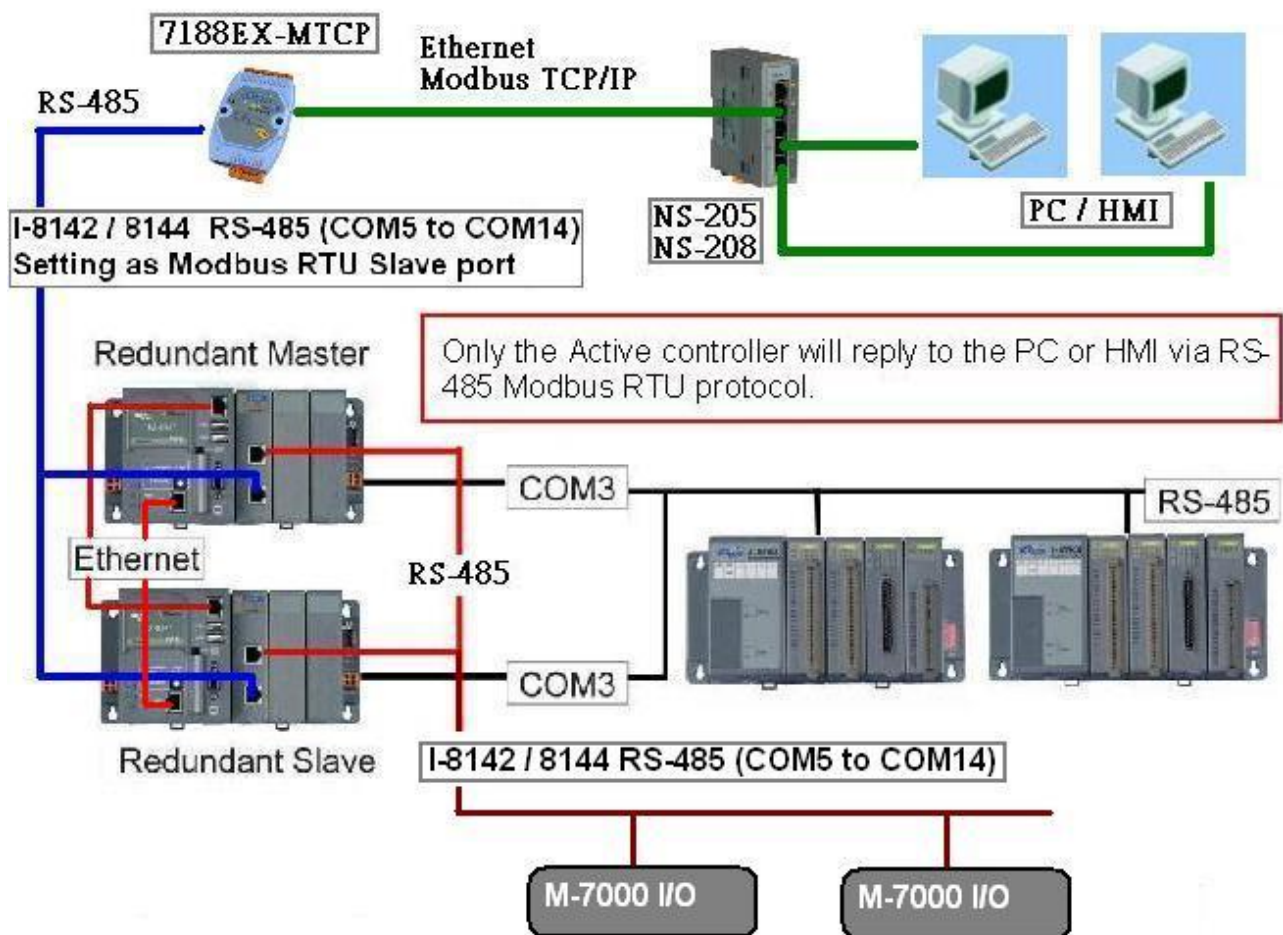 7188EX-MTCP
Ethernet
Modbus TCP/IP
RS-485
NS-205
NS-208
PC / HMI
I-8142 / 8144 RS-485 (COM5 to COM14)
Setting as Modbus RTU Slave port
Redundant Master
Only the Active controller will reply to the PC or HMI via RS-
485 Modbus RTU protocol.
COM3
RS-485
Ethernet
RS-485
COM3
Redundant Slave
I-8142 / 8144 RS-485 (COM5 to COM14)
M-7000 I/O
M-7000 I/O